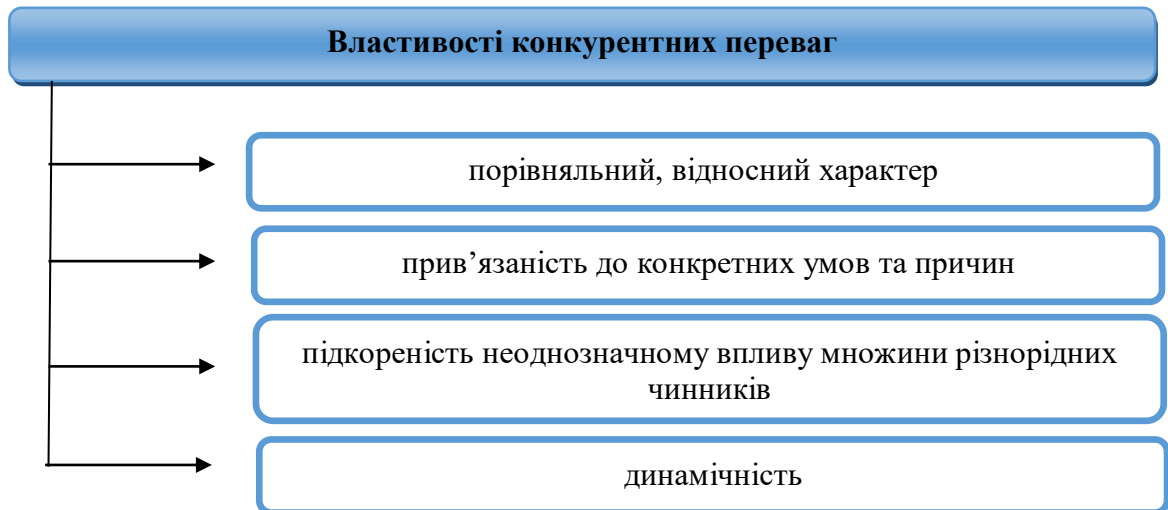 Властивості конкурентних переваг
порівняльний, відносний характер
прив’язаність до конкретних умов та причин
підкореність неоднозначному впливу множини різнорідних
чинників
динамічність